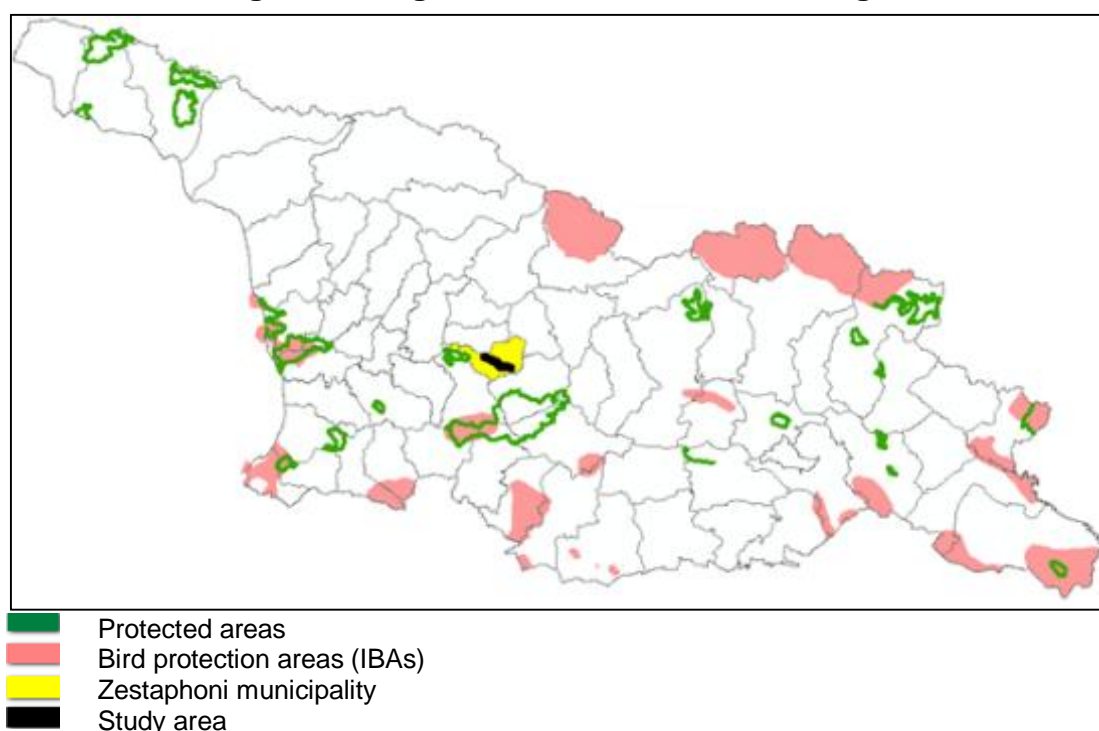 Protected areas
Bird protection areas (IBAs)
Zestaphoni municipality
Study area